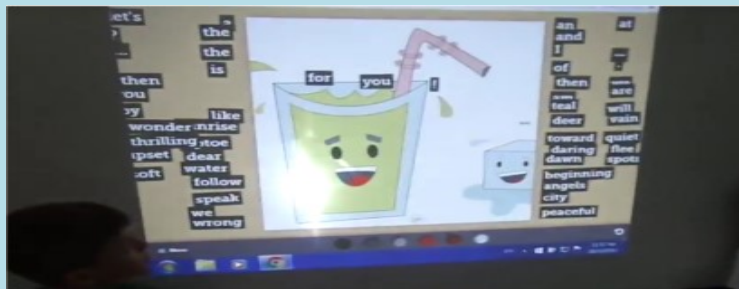 let's
the an at
the and
is I
for you ! of
then then
you are
by like teal will
wonder deer vain
thrilling toward quiet
upset dear daring flee
soft water dawn spots
follow beginning
speak angels
we city
wrong peaceful